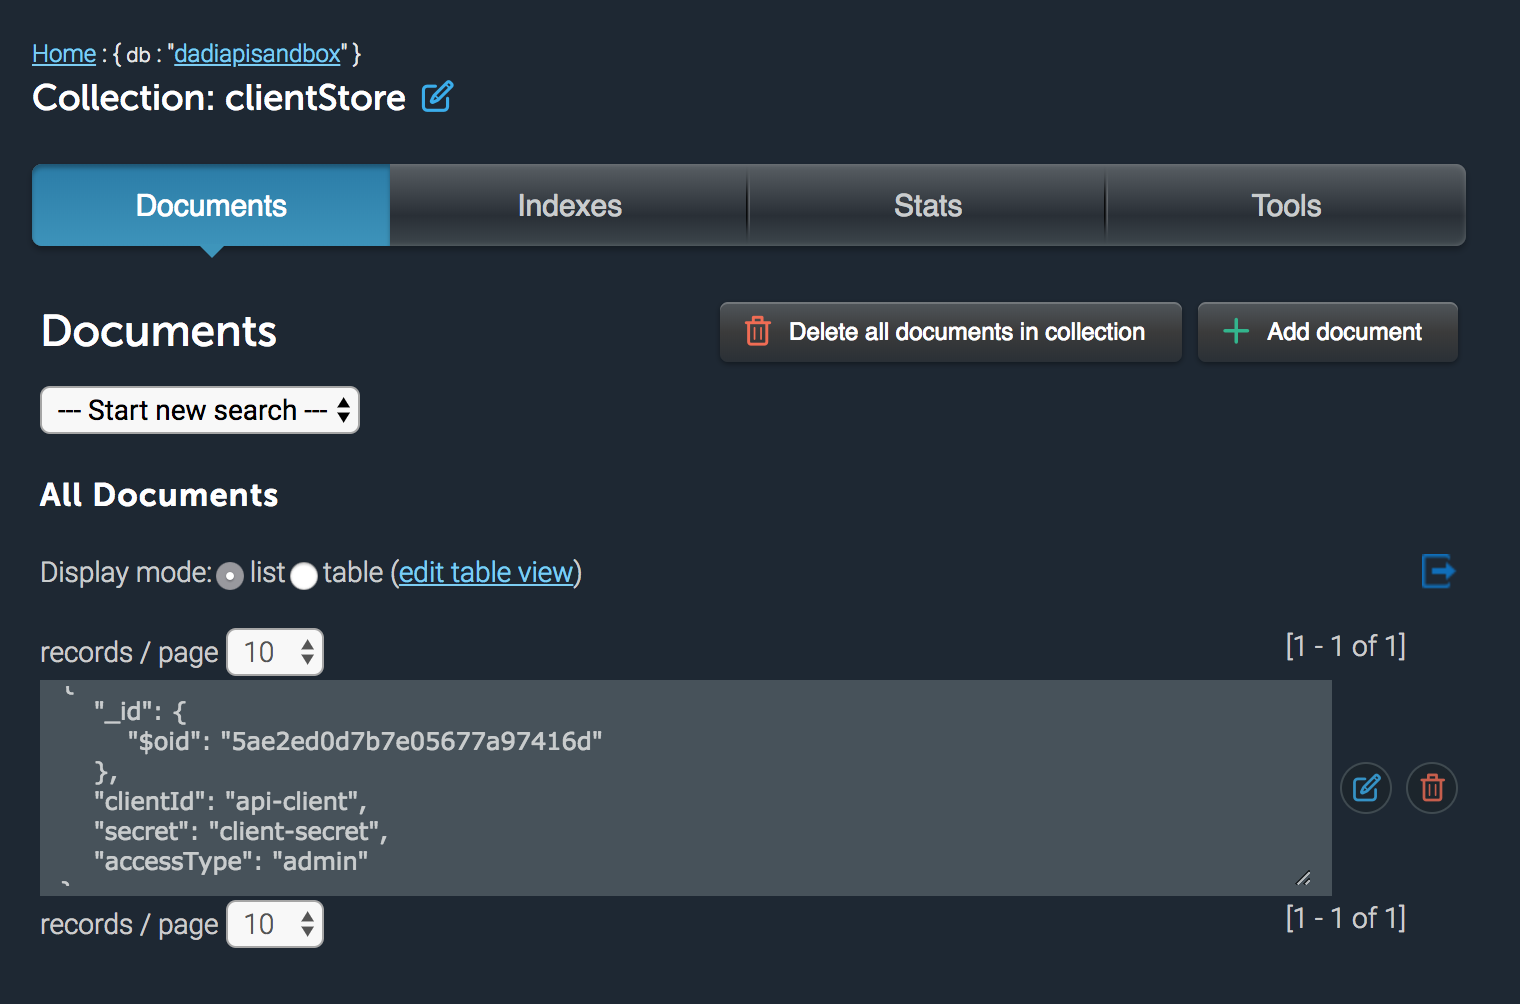 Home : { db : "dadiapisandbox" }
Collection: clientStore
Documents Indexes Stats Tools
Documents
Delete all documents in collection
Add document
--- Start new search ---
All Documents
Display mode: list table (edit table view)
records / page 10
[1 - 1 of 1]
{
"_id": {
"$oid": "5ae2ed0d7b7e05677a97416d"
},
"clientId": "api-client",
"secret": "client-secret",
"accessType": "admin"
}
records / page 10
[1 - 1 of 1]